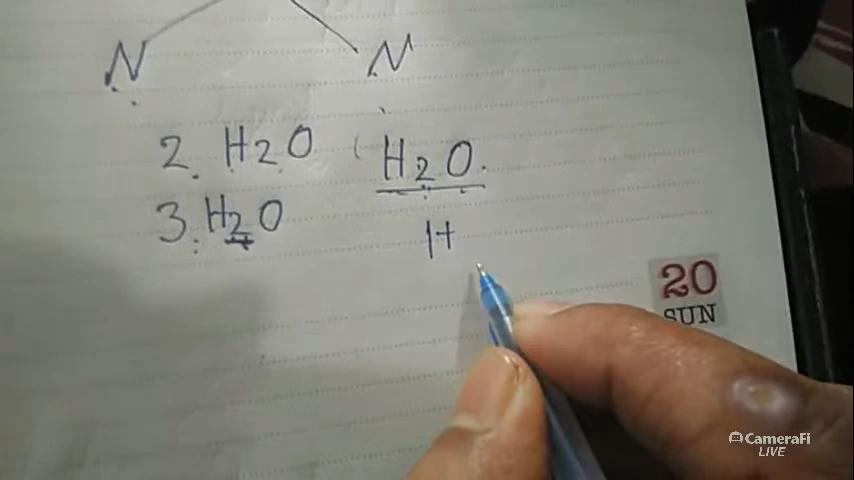 N N
2. H2O ( H2O.
3. H2O H
20
SUN
CameraFi
LIVE